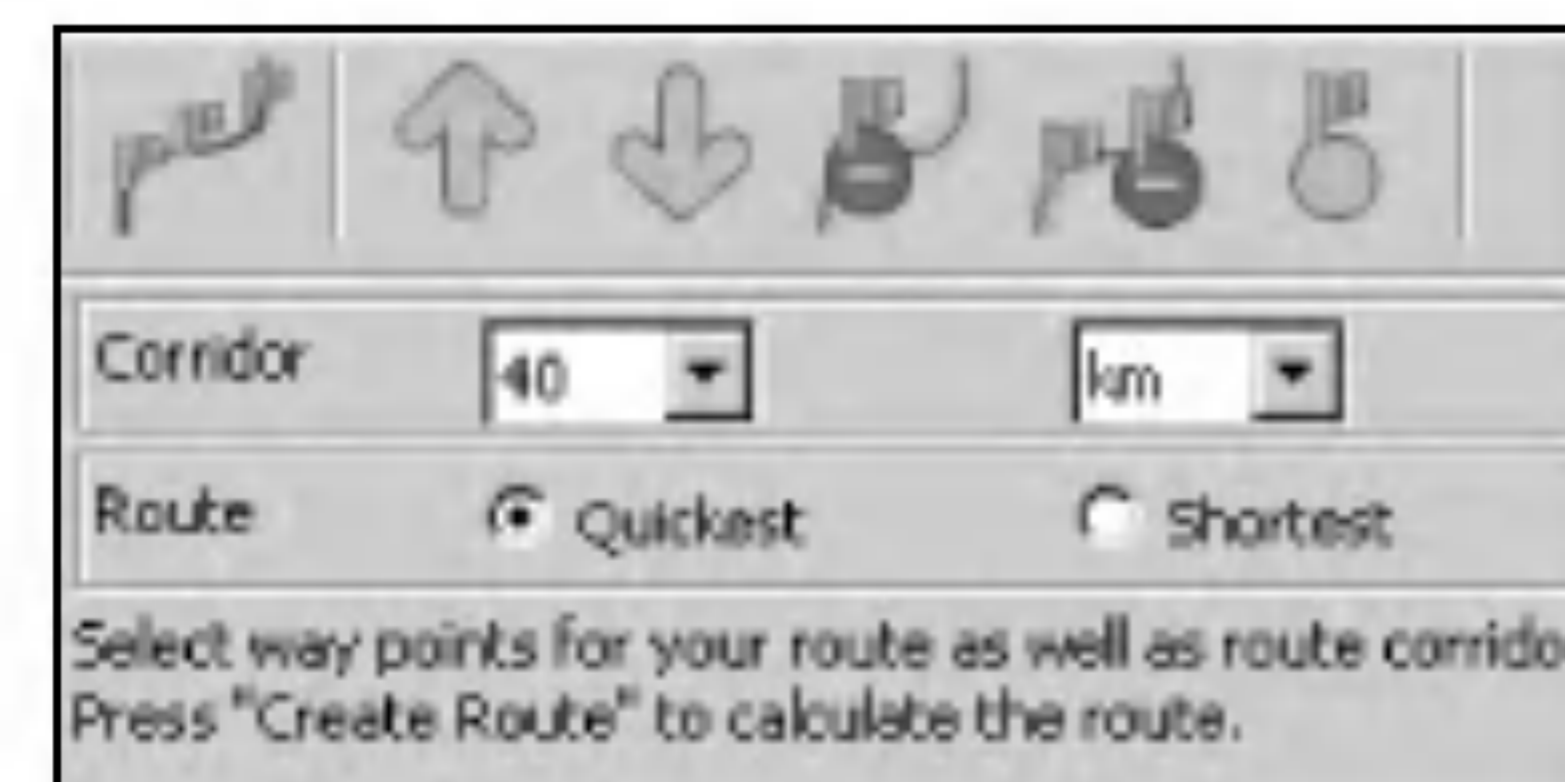 Corridor 40 km
Route Quickest Shortest
Select way points for your route as well as route corrido
Press "Create Route" to calculate the route.